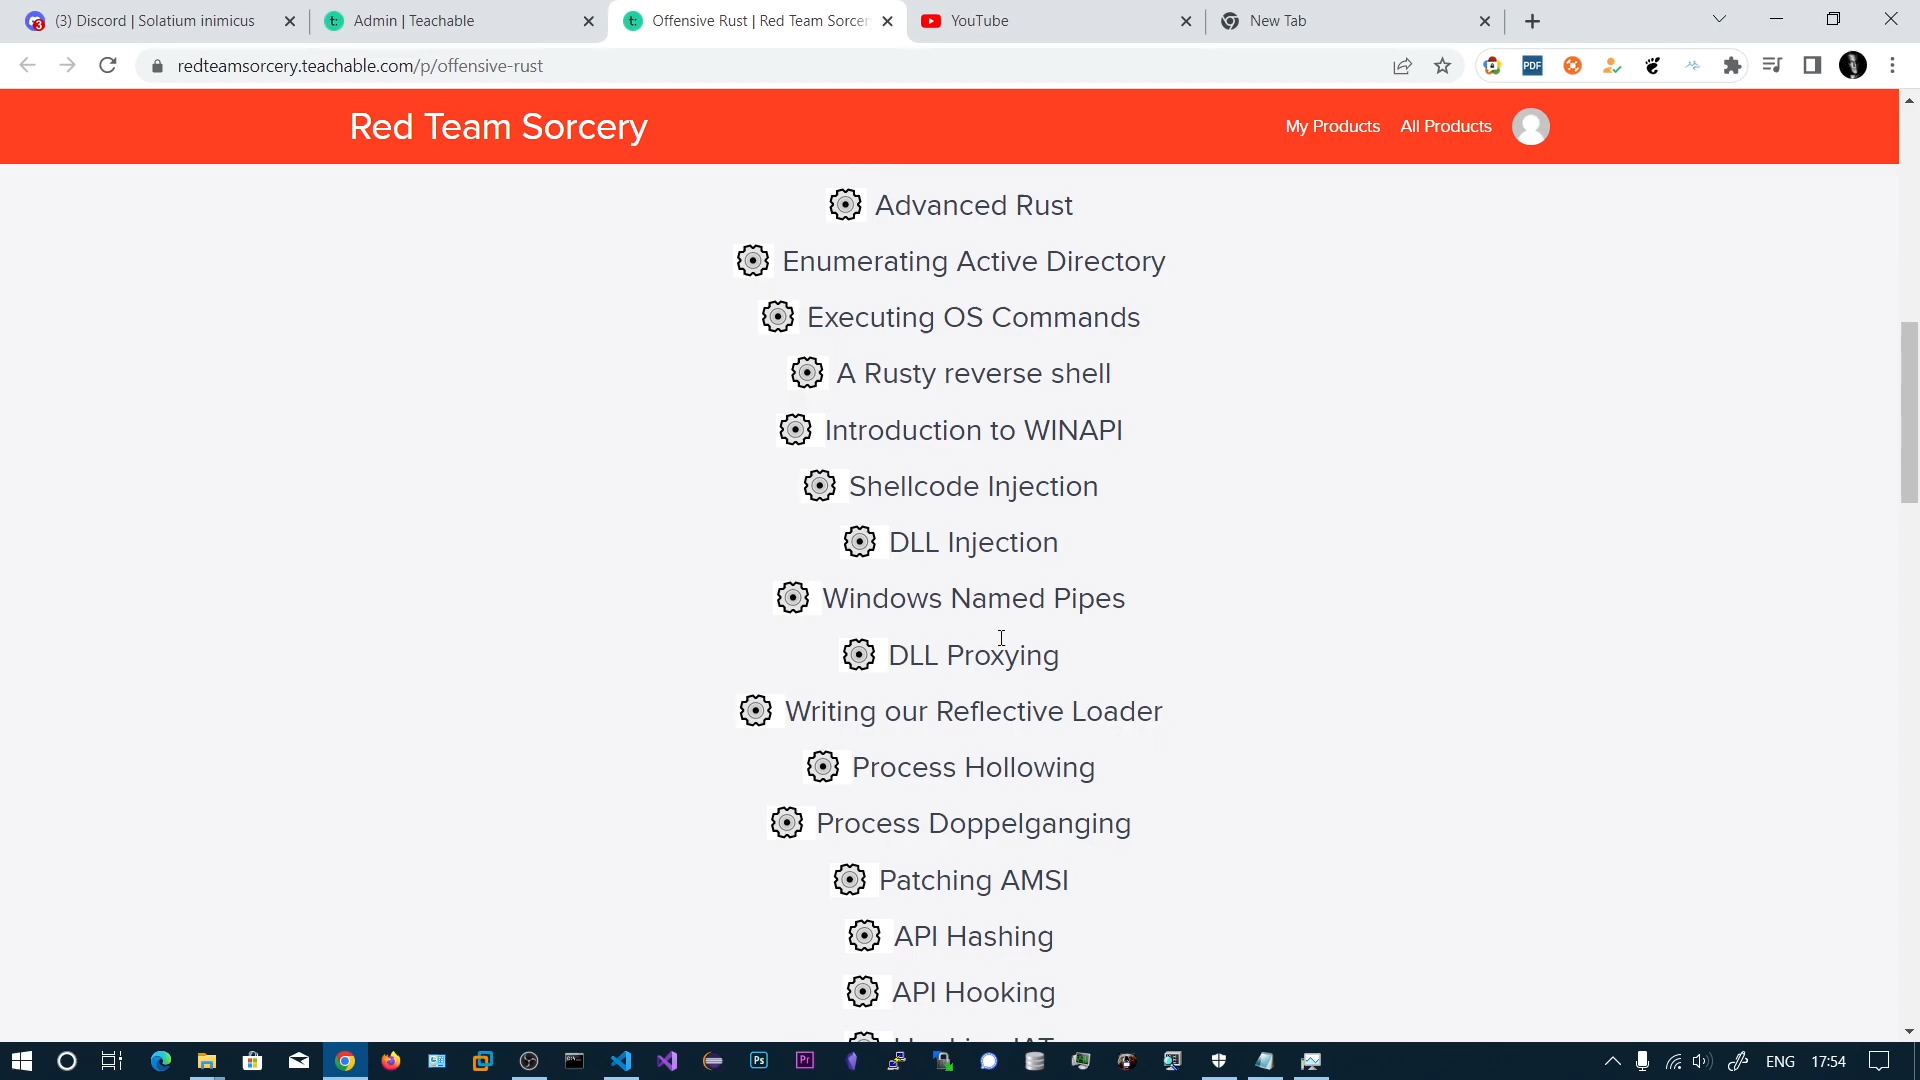 (3) Discord | Solatium inimicus
Admin | Teachable
Offensive Rust | Red Team Sorcer
YouTube
New Tab
redteamsorcery.teachable.com/p/offensive-rust
PDF
Red Team Sorcery
My Products
All Products
Advanced Rust
Enumerating Active Directory
Executing OS Commands
A Rusty reverse shell
Introduction to WINAPI
Shellcode Injection
DLL Injection
Windows Named Pipes
DLL Proxying
Writing our Reflective Loader
Process Hollowing
Process Doppelganging
Patching AMSI
API Hashing
API Hooking
Ps
Pr
ENG
17:54